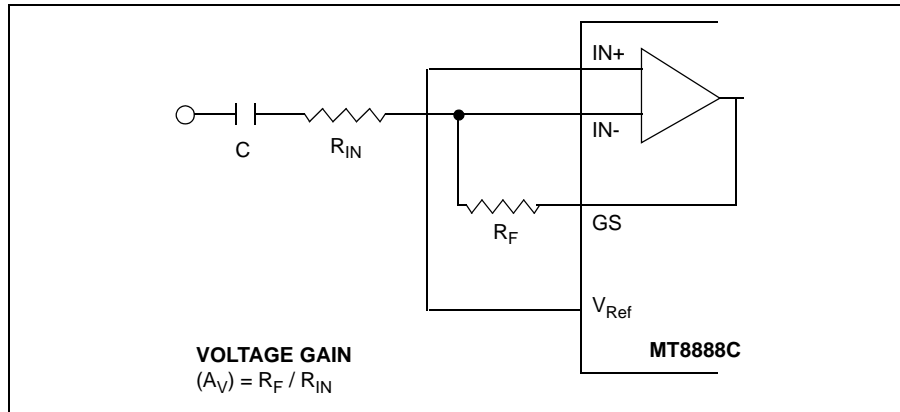 IN+
C
R_IN
IN-
R_F
GS
V_Ref
MT8888C
VOLTAGE GAIN
(A_V) = R_F / R_IN